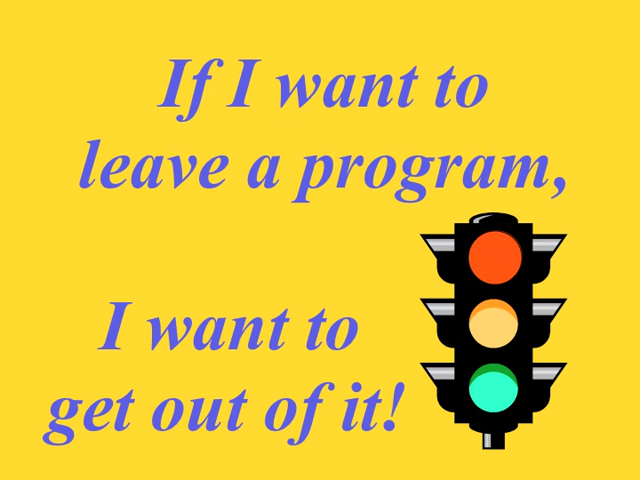 If I want to
leave a program,
I want to
get out of it!